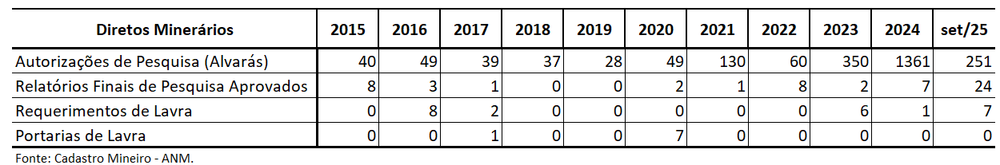 Diretos Minerários 2015 2016 2017 2018 2019 2020 2021 2022 2023 2024 set/25
Autorizações de Pesquisa (Alvarás) 40 49 39 37 28 49 130 60 350 1361 251
Relatórios Finais de Pesquisa Aprovados 8 3 1 0 0 2 1 8 2 7 24
Requerimentos de Lavra 0 8 2 0 0 0 0 0 6 1 7
Portarias de Lavra 0 0 1 0 0 7 0 0 0 0 0
Fonte: Cadastro Mineiro - ANM.